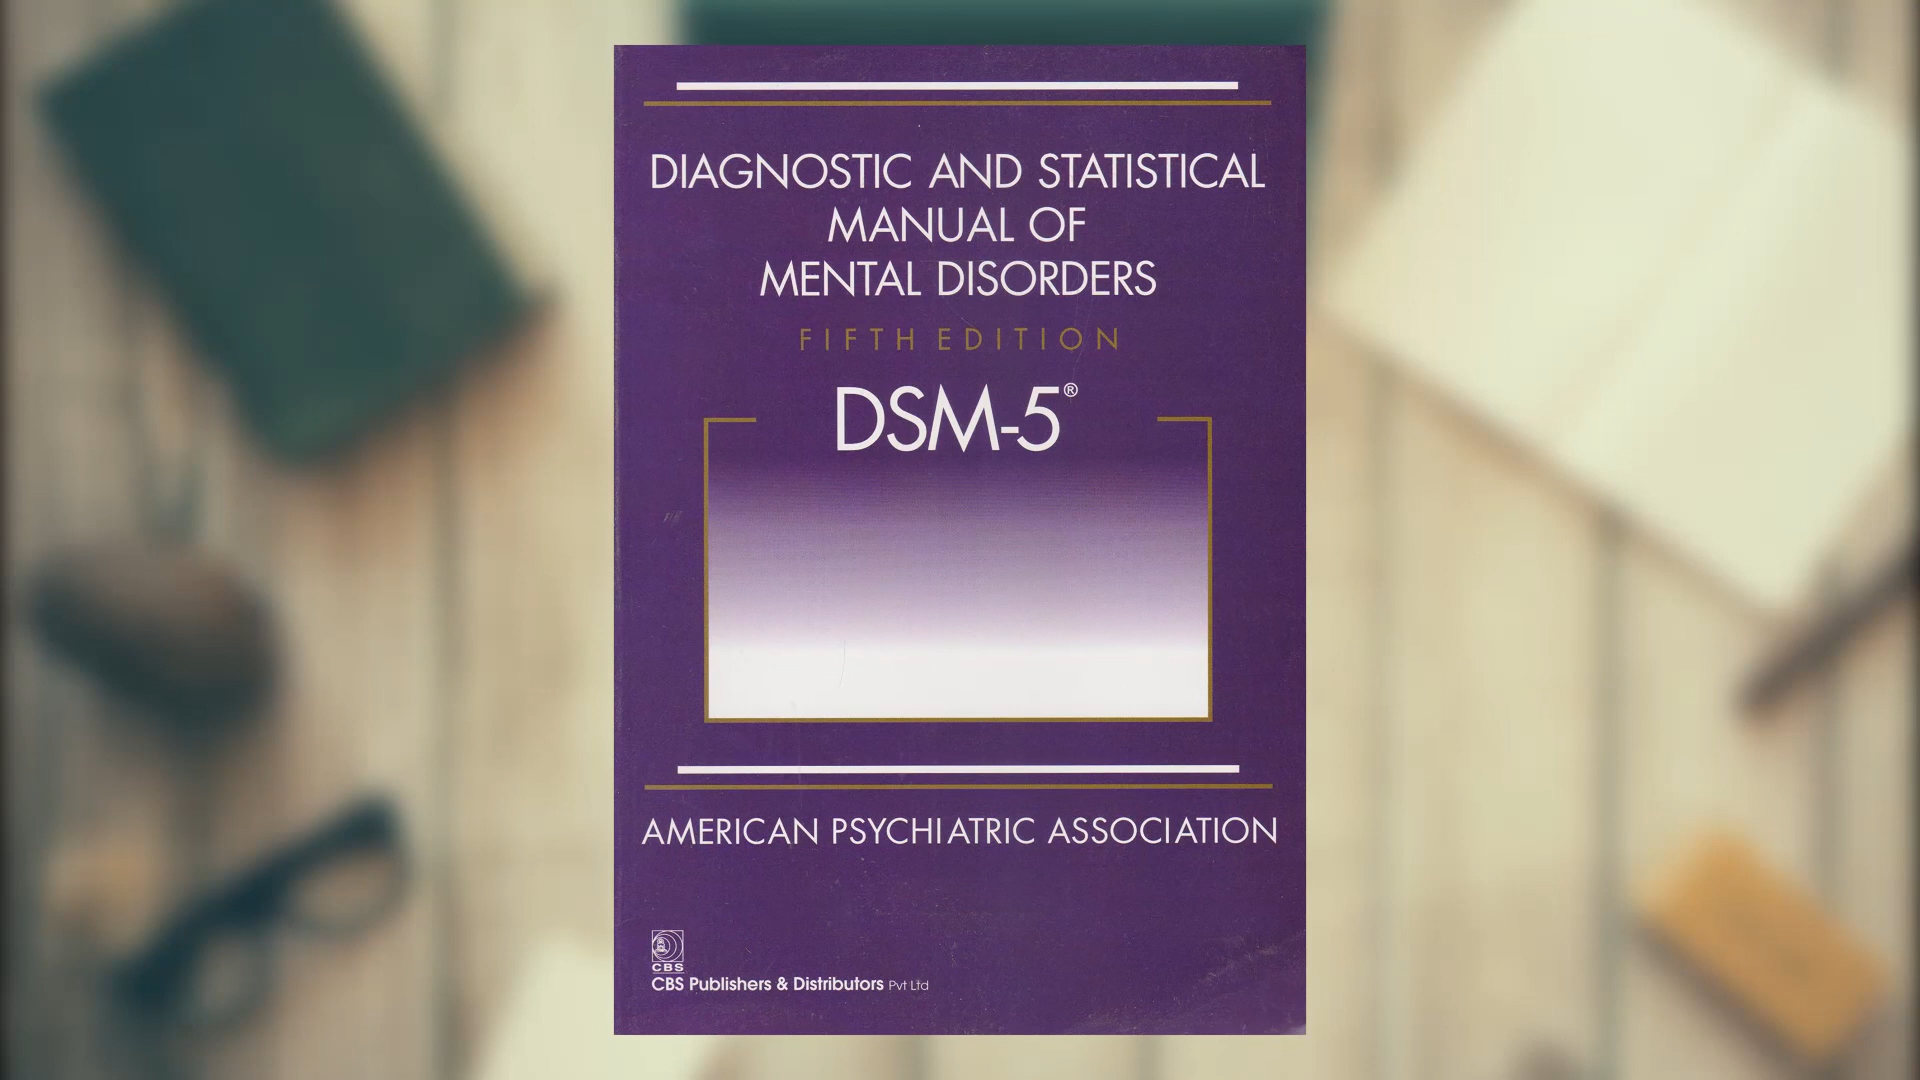 DIAGNOSTIC AND STATISTICAL
MANUAL OF
MENTAL DISORDERS
FIFTH EDITION
DSM-5®
AMERICAN PSYCHIATRIC ASSOCIATION
CBS
CBS Publishers & Distributors Pvt Ltd